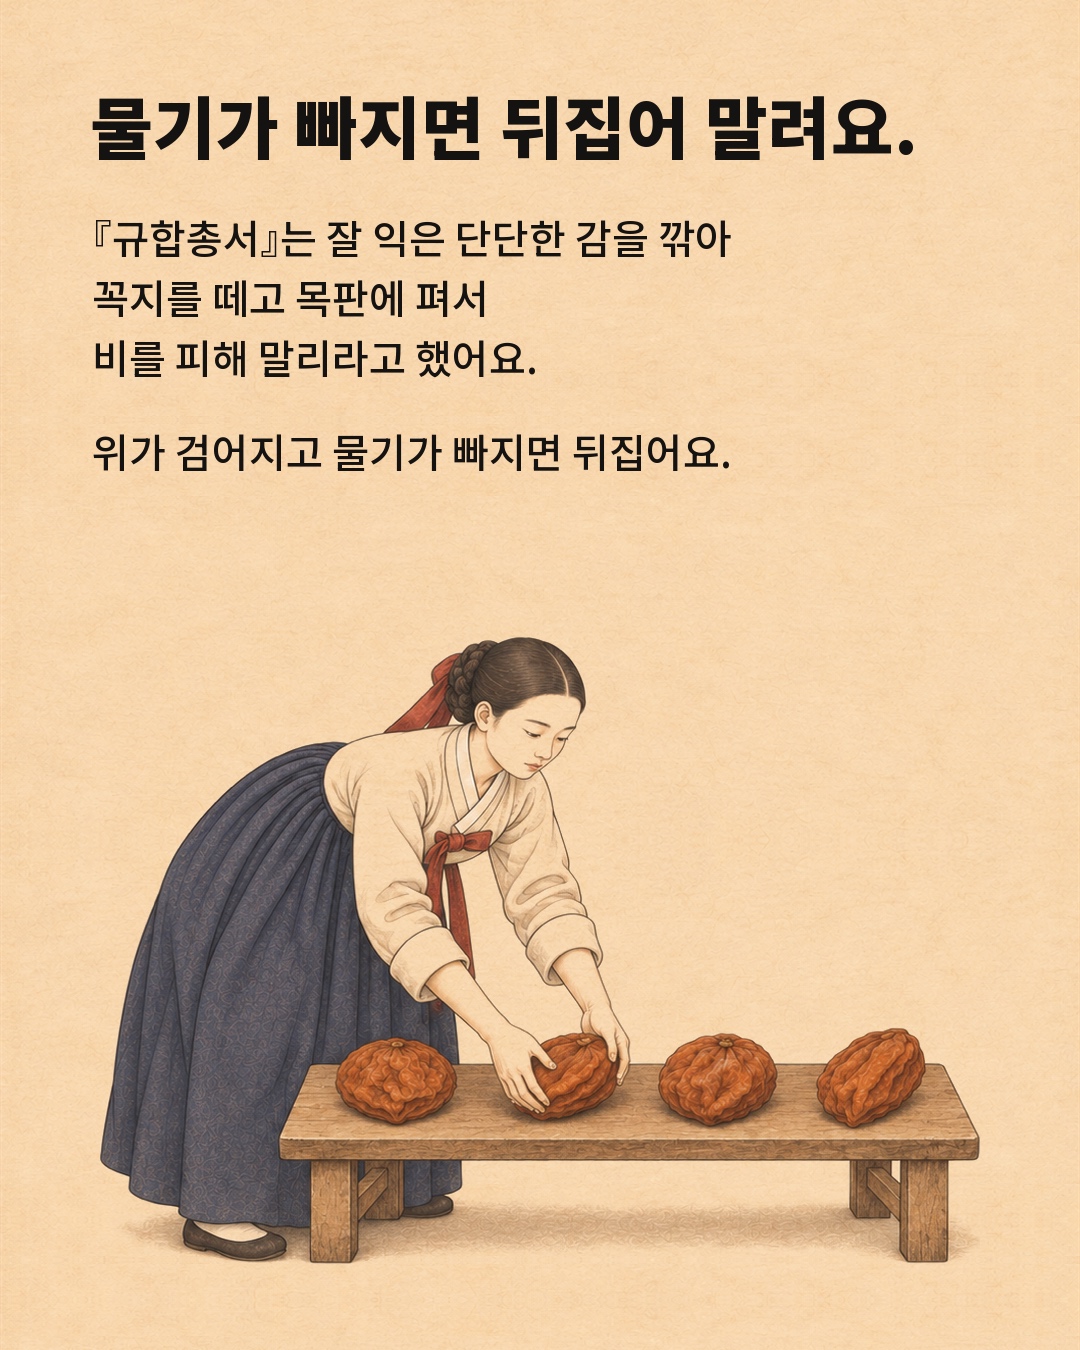 물기가 빠지면 뒤집어 말려요.
『규합총서』는 잘 익은 단단한 감을 깎아
꼭지를 떼고 목판에 펴서
비를 피해 말리라고 했어요.
위가 검어지고 물기가 빠지면 뒤집어요.